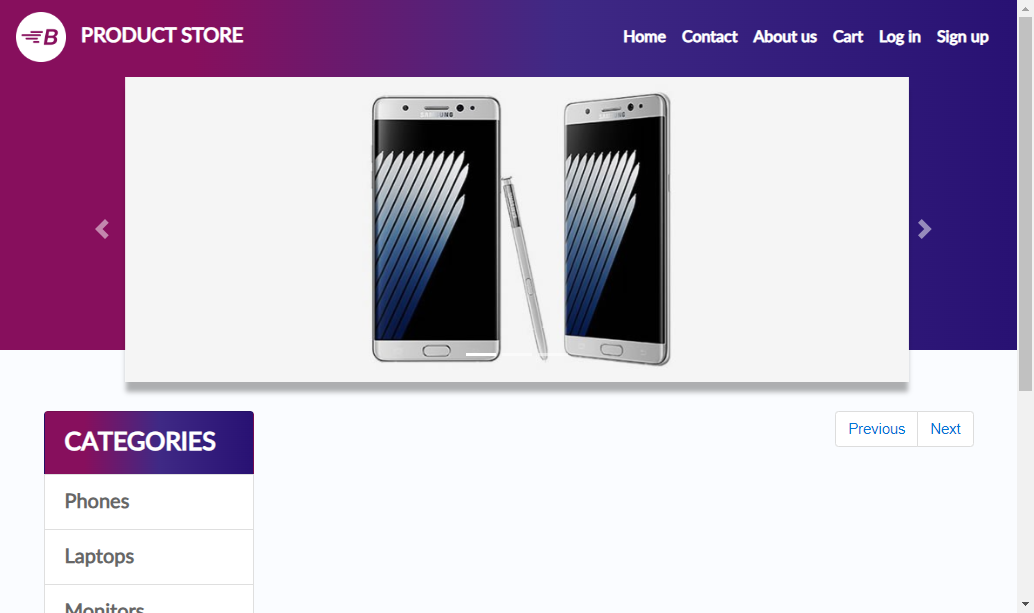 B PRODUCT STORE
Home Contact About us Cart Log in Sign up
SAMSUNG SAMSUNG
CATEGORIES
Previous Next
Phones
Laptops
Monitors